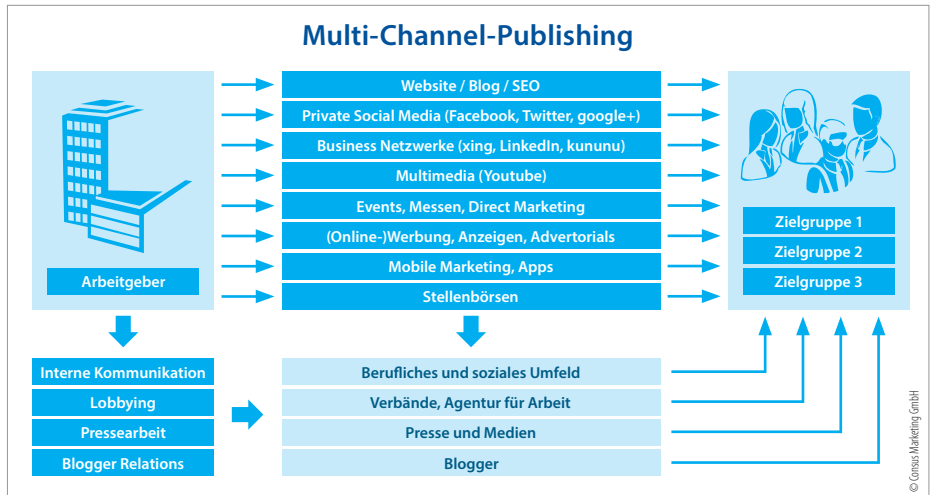 Multi-Channel-Publishing
Arbeitgeber
Website / Blog / SEO
Private Social Media (Facebook, Twitter, google+)
Business Netzwerke (xing, LinkedIn, kununu)
Multimedia (Youtube)
Events, Messen, Direct Marketing
(Online-)Werbung, Anzeigen, Advertorials
Mobile Marketing, Apps
Stellenbörsen
Zielgruppe 1
Zielgruppe 2
Zielgruppe 3
Interne Kommunikation
Lobbying
Pressearbeit
Blogger Relations
Berufliches und soziales Umfeld
Verbände, Agentur für Arbeit
Presse und Medien
Blogger
© Consus Marketing GmbH